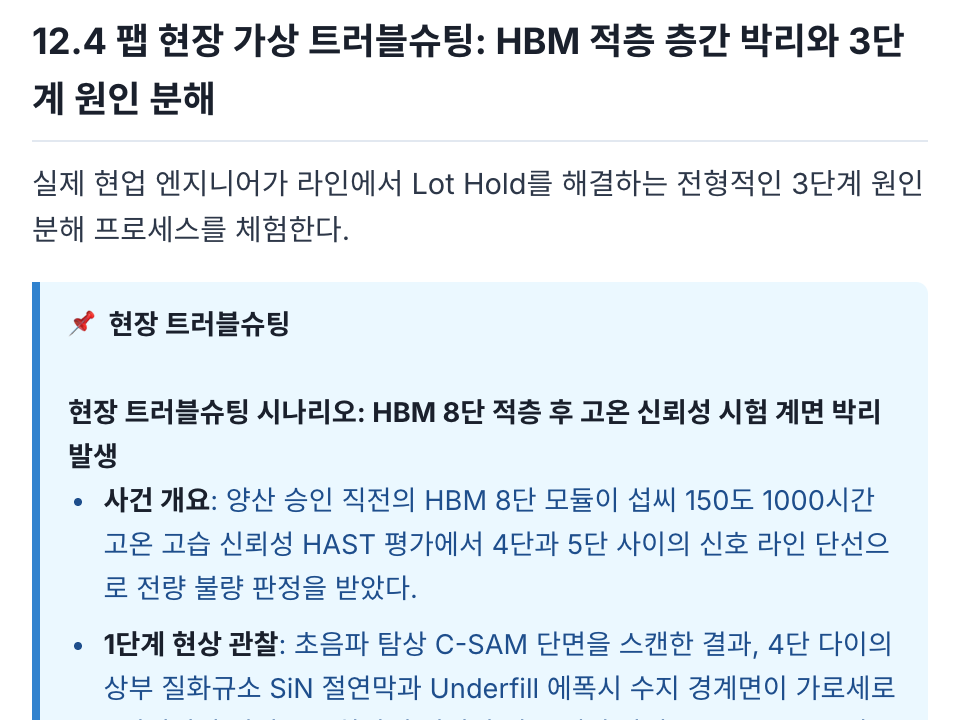 12.4 팹 현장 가상 트러블슈팅: HBM 적층 층간 박리와 3단
계 원인 분해
실제 현업 엔지니어가 라인에서 Lot Hold를 해결하는 전형적인 3단계 원인
분해 프로세스를 체험한다.
📌 현장 트러블슈팅
현장 트러블슈팅 시나리오: HBM 8단 적층 후 고온 신뢰성 시험 계면 박리
발생
• 사건 개요: 양산 승인 직전의 HBM 8단 모듈이 섭씨 150도 1000시간
고온 고습 신뢰성 HAST 평가에서 4단과 5단 사이의 신호 라인 단선으
로 전량 불량 판정을 받았다.
• 1단계 현상 관찰: 초음파 탐상 C-SAM 단면을 스캔한 결과, 4단 다이의
상부 질화규소 SiN 절연막과 Underfill 에폭시 수지 경계면이 가로세로